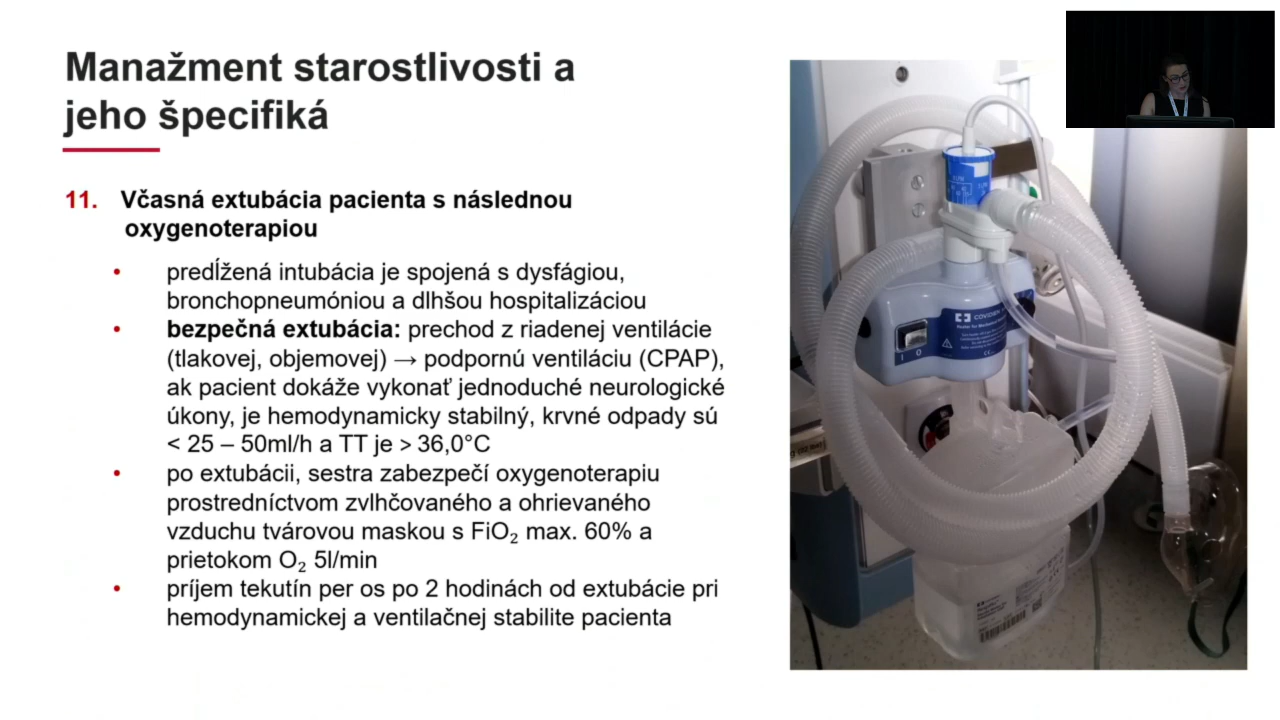 Manažment starostlivosti a
jeho špecifiká
11. Včasná extubácia pacienta s následnou
oxygenoterapiou
• predĺžená intubácia je spojená s dysfágiou,
bronchopneumóniou a dlhšou hospitalizáciou
• bezpečná extubácia: prechod z riadenej ventilácie
(tlakovej, objemovej) → podpornú ventiláciu (CPAP),
ak pacient dokáže vykonať jednoduché neurologické
úkony, je hemodynamicky stabilný, krvné odpady sú
< 25 – 50ml/h a TT je > 36,0°C
• po extubácii, sestra zabezpečí oxygenoterapiu
prostredníctvom zvlhčovaného a ohrievaného
vzduchu tvárovou maskou s FiO₂ max. 60% a
prietokom O₂ 5l/min
• príjem tekutín per os po 2 hodinách od extubácie pri
hemodynamickej a ventilačnej stabilite pacienta
COVIDIEN
I O